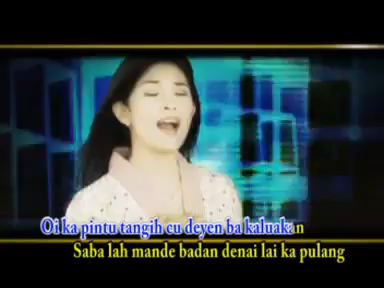 Oi ka pintu tangih cu deyen ba kaluakan
Saba lah mande badan denai lai ka pulang